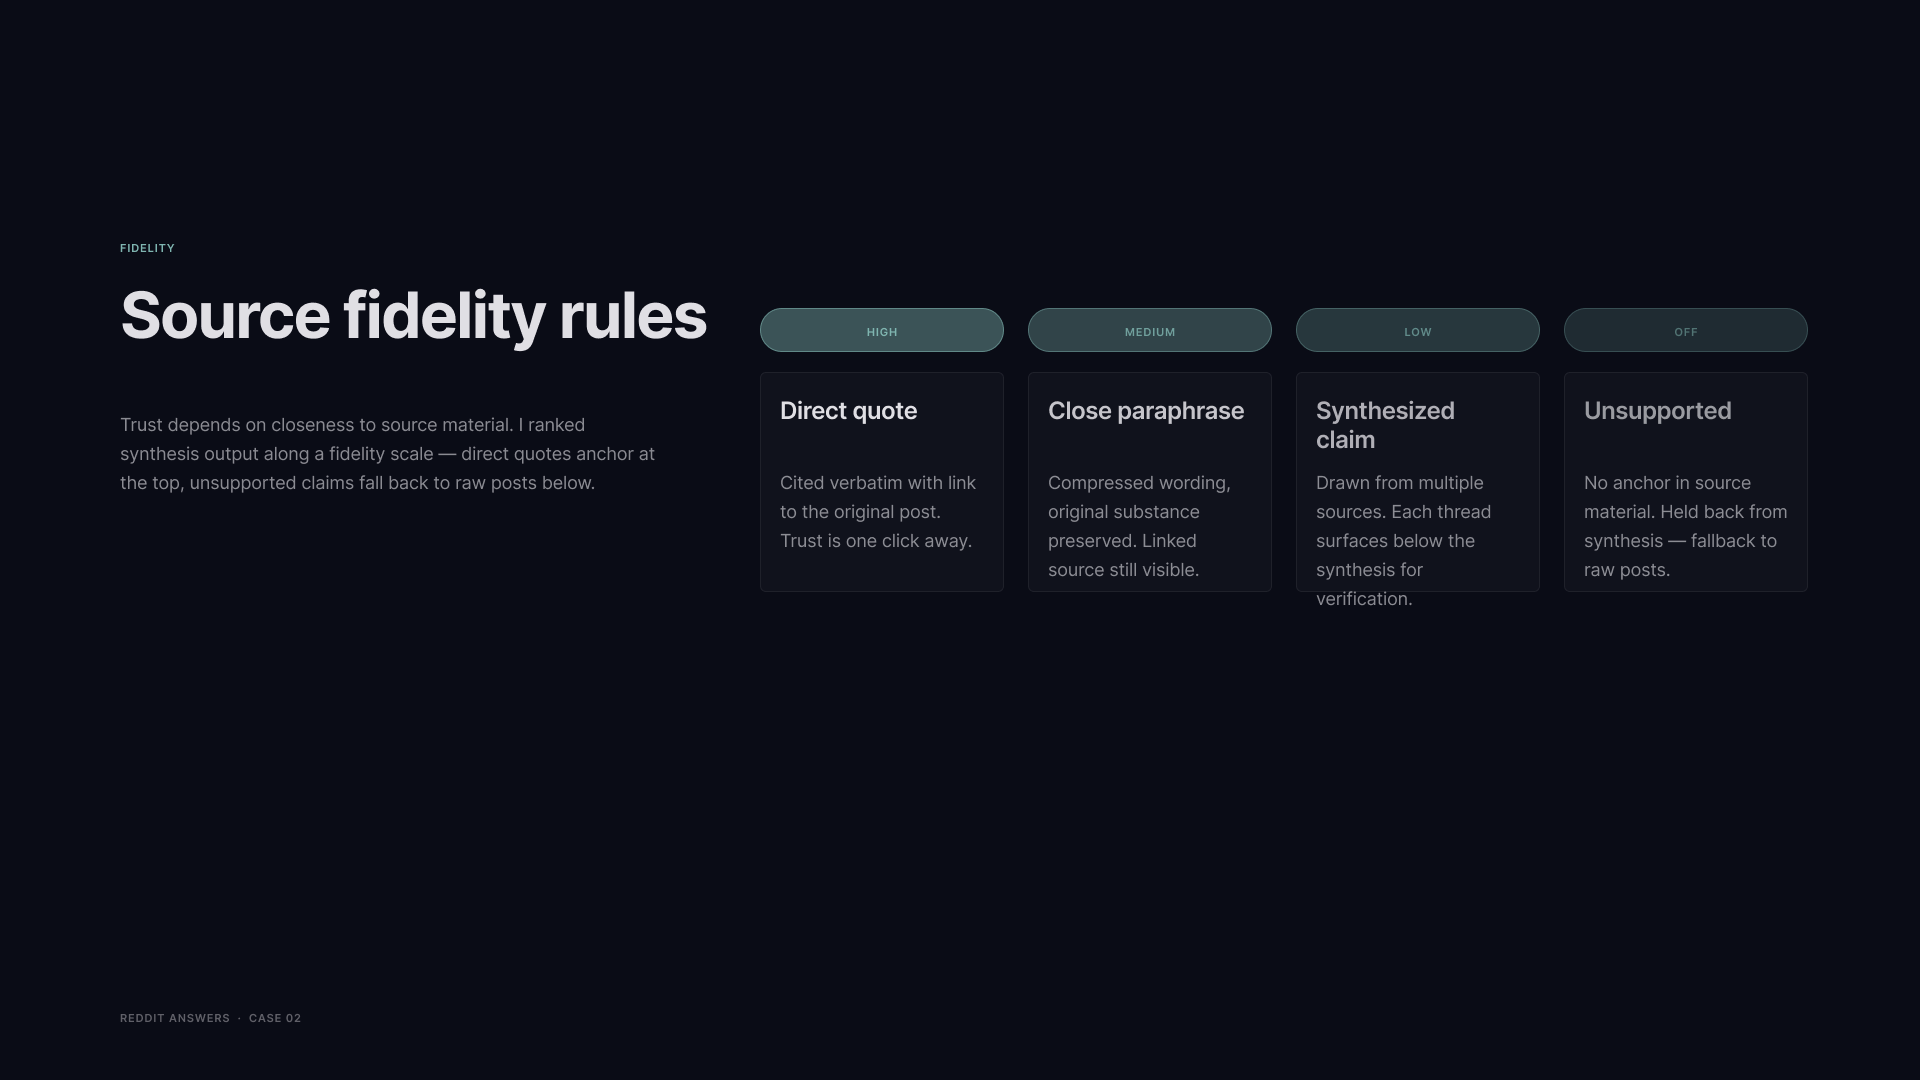 FIDELITY
Source fidelity rules
Trust depends on closeness to source material. I ranked
synthesis output along a fidelity scale — direct quotes anchor at
the top, unsupported claims fall back to raw posts below.
HIGH
Direct quote
Cited verbatim with link
to the original post.
Trust is one click away.
MEDIUM
Close paraphrase
Compressed wording,
original substance
preserved. Linked
source still visible.
LOW
Synthesized
claim
Drawn from multiple
sources. Each thread
surfaces below the
synthesis for
verification.
OFF
Unsupported
No anchor in source
material. Held back from
synthesis — fallback to
raw posts.
REDDIT ANSWERS · CASE 02